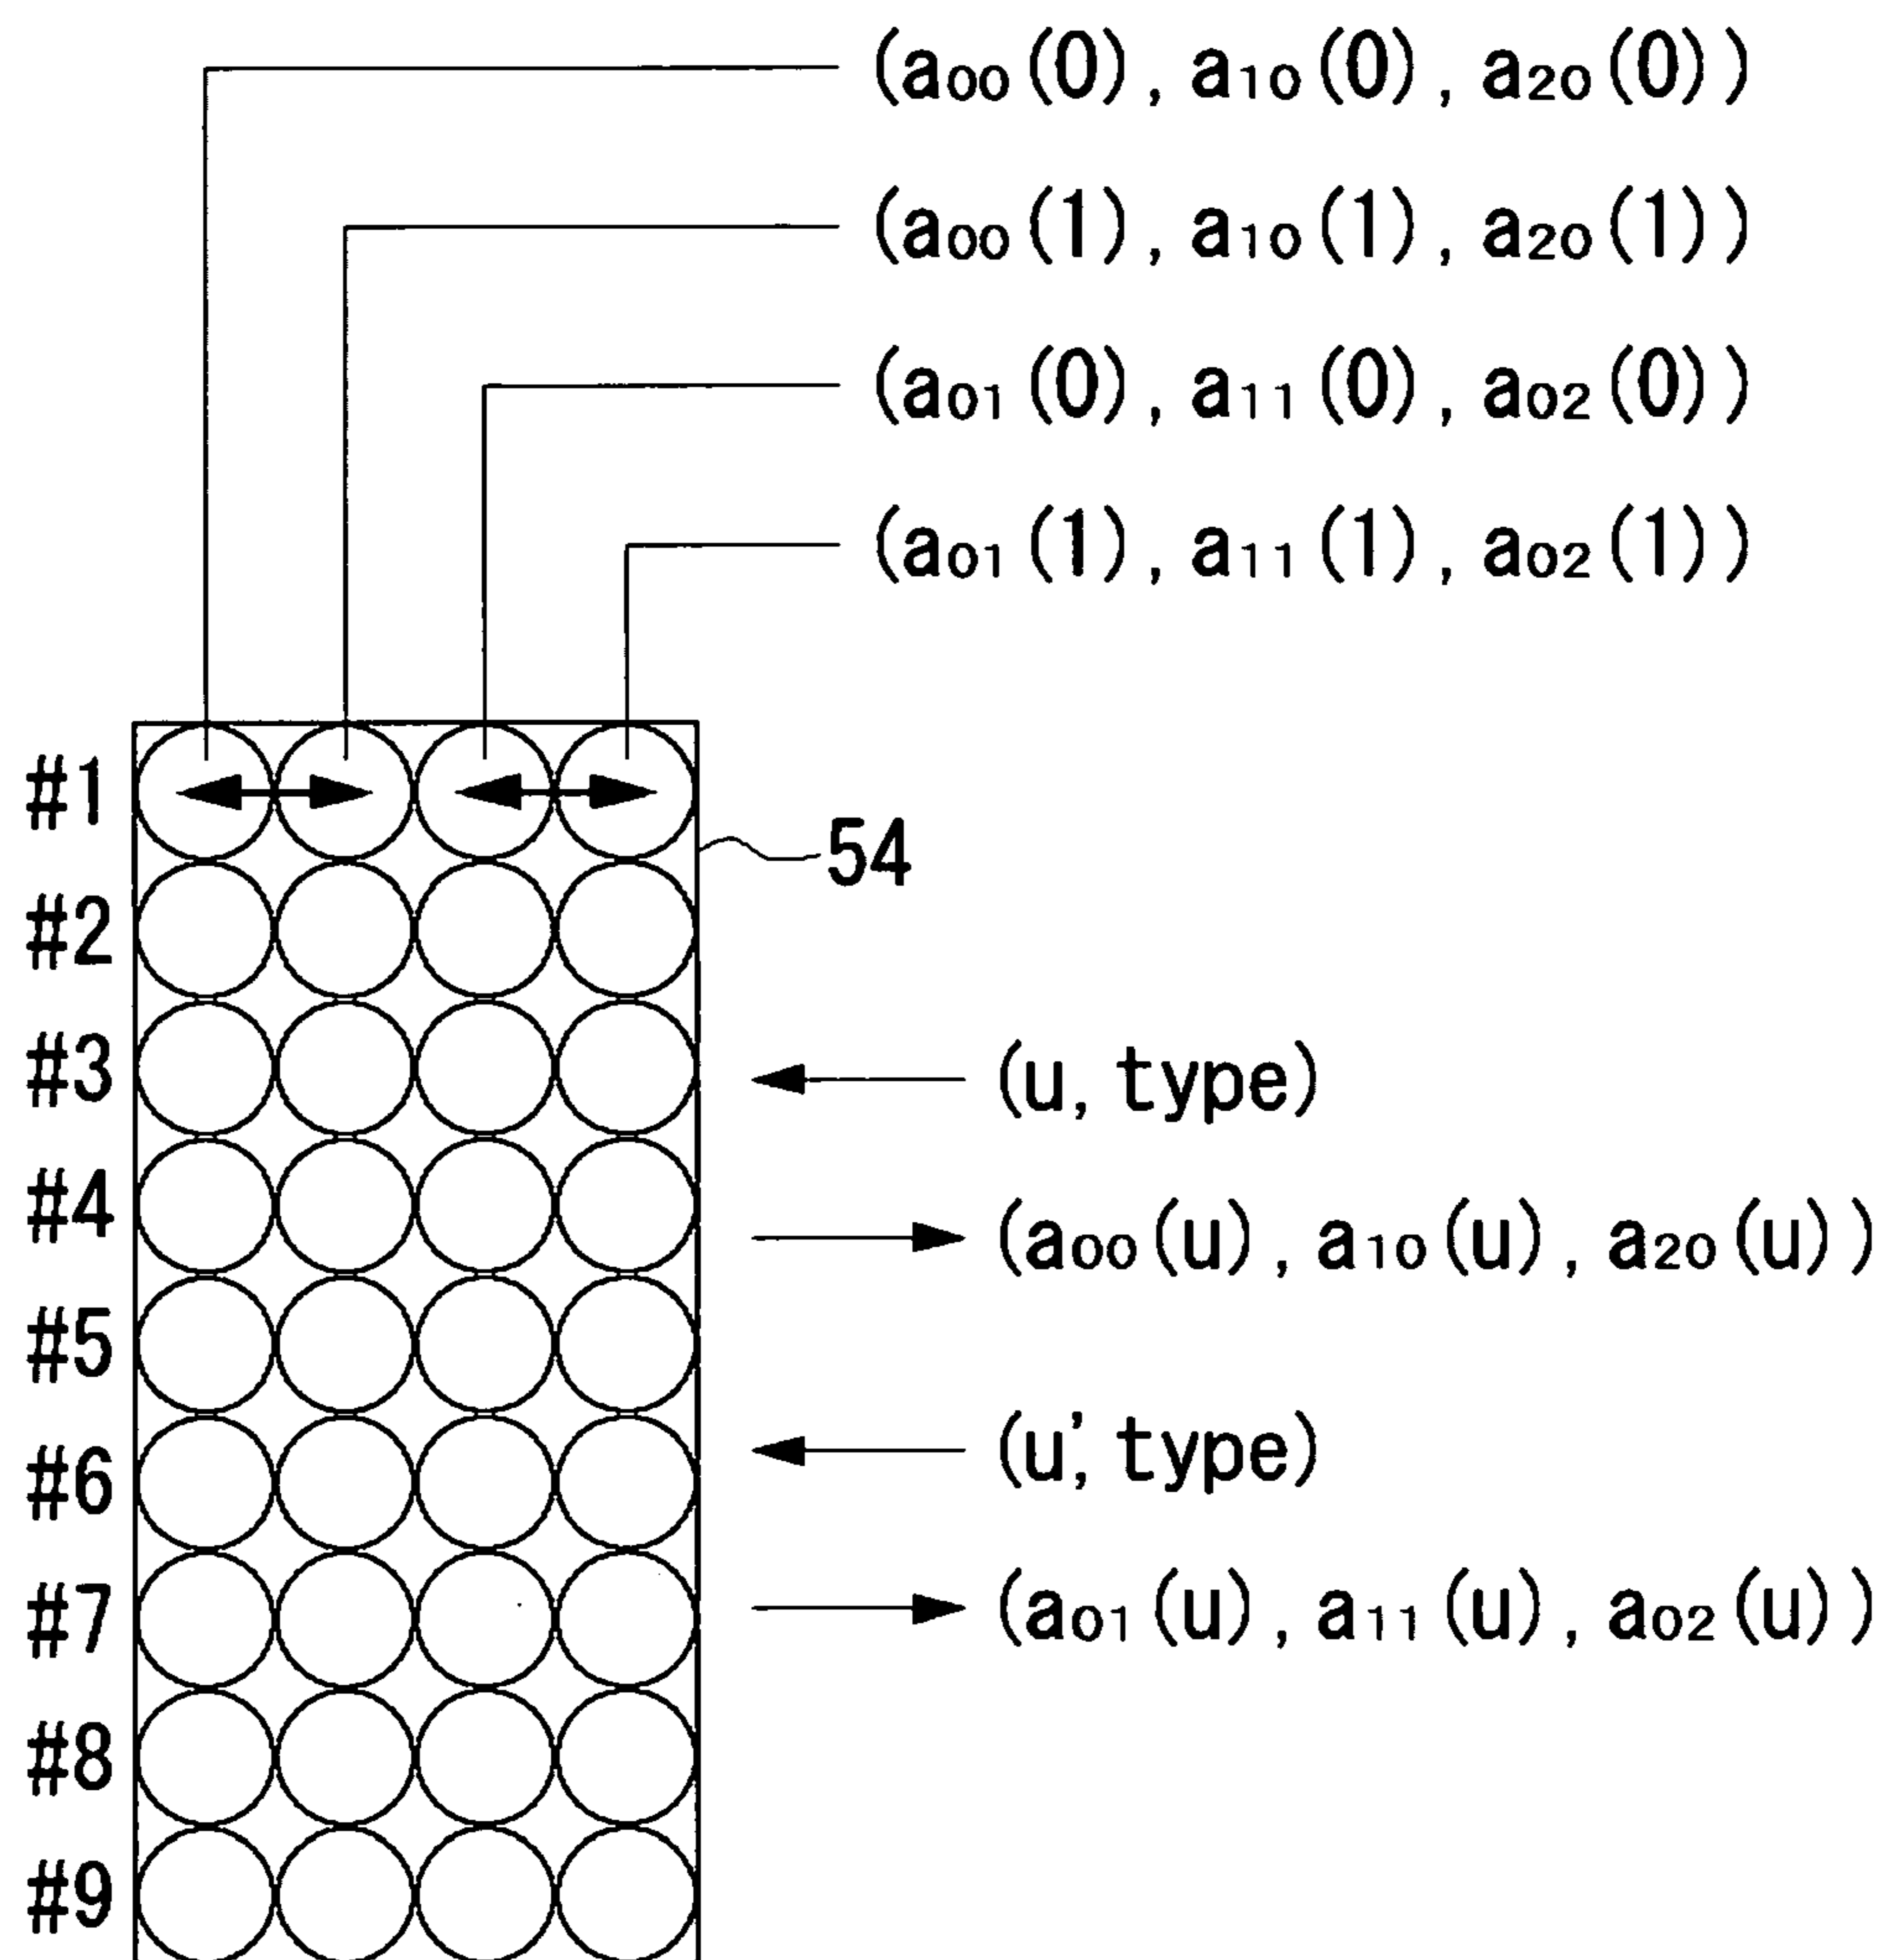 (a00(0), a10(0), a20(0))
(a00(1), a10(1), a20(1))
(a01(0), a11(0), a02(0))
(a01(1), a11(1), a02(1))
#1
54
#2
#3
(u, type)
#4
(a00(u), a10(u), a20(u))
#5
#6
(u', type)
#7
(a01(u), a11(u), a02(u))
#8
#9